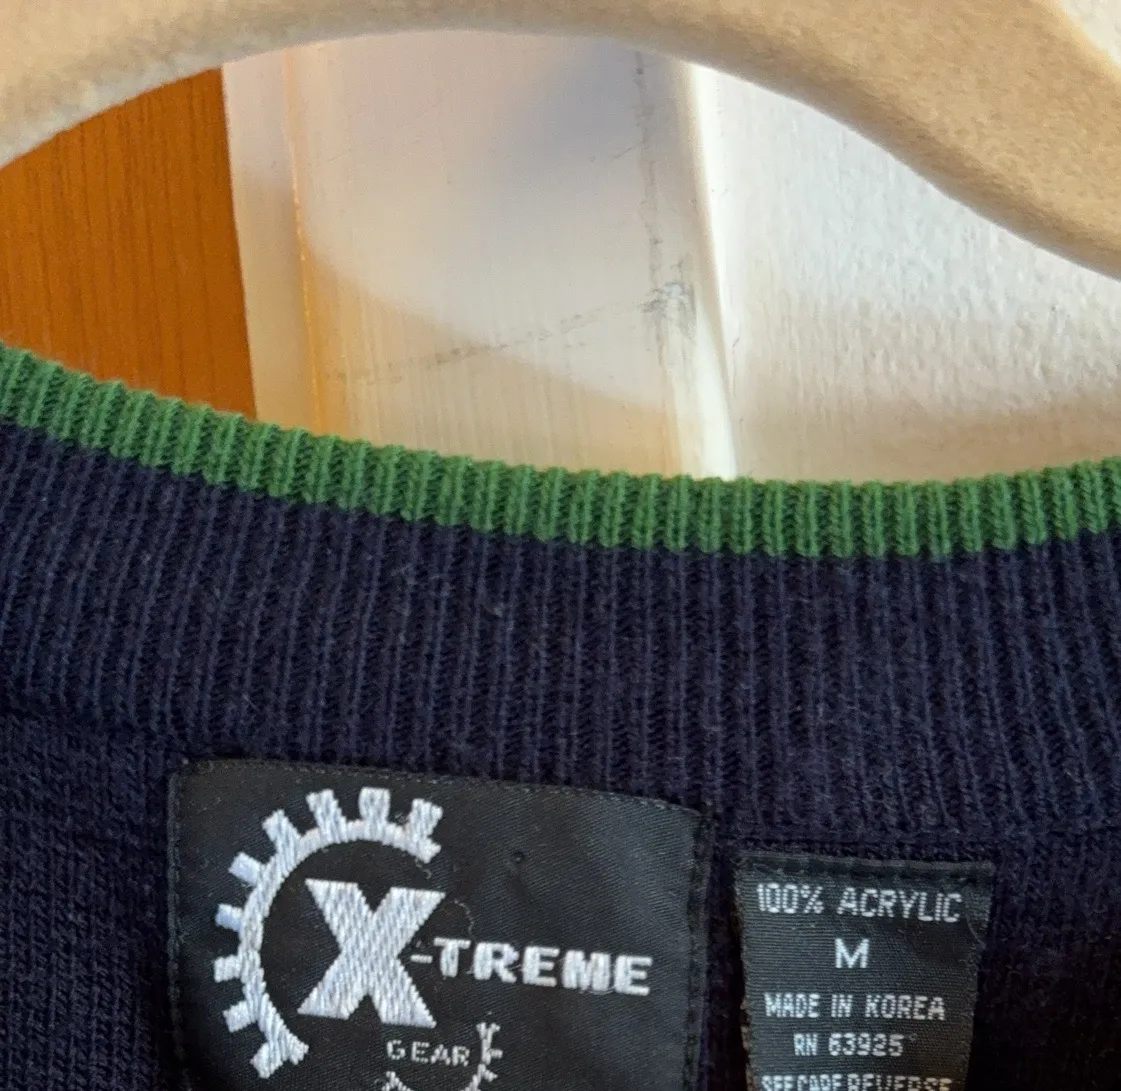 X-TREME
GEAR
100% ACRYLIC
M
MADE IN KOREA
RN 63925
SEE CARE REVERSE